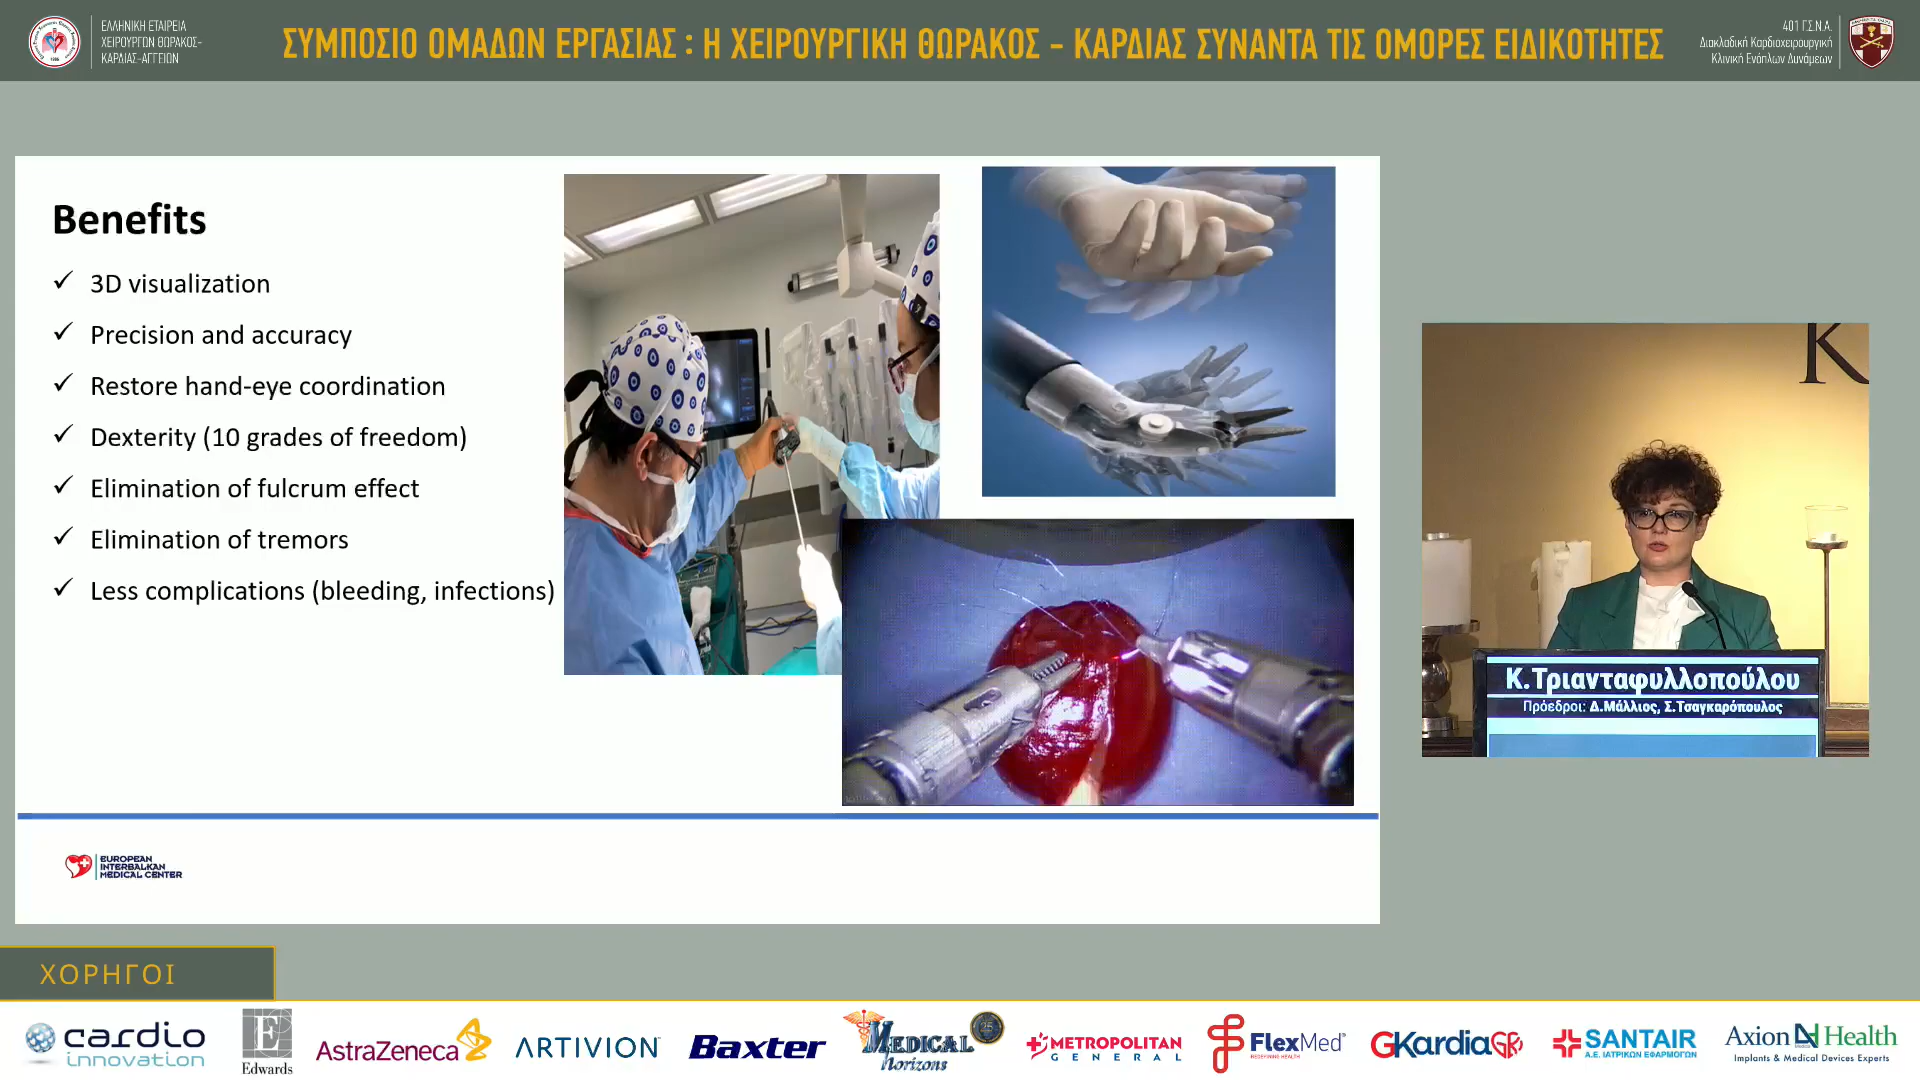 ΕΛΛΗΝΙΚΗ ΕΤΑΙΡΕΙΑ
ΧΕΙΡΟΥΡΓΩΝ ΘΩΡΑΚΟΣ-
ΚΑΡΔΙΑΣ-ΑΓΓΕΙΩΝ
ΣΥΜΠΟΣΙΟ ΟΜΑΔΩΝ ΕΡΓΑΣΙΑΣ : Η ΧΕΙΡΟΥΡΓΙΚΗ ΘΩΡΑΚΟΣ - ΚΑΡΔΙΑΣ ΣΥΝΑΝΤΑ ΤΙΣ ΟΜΟΡΕΣ ΕΙΔΙΚΟΤΗΤΕΣ
401 Γ.Σ.Ν.Α.
Διακλαδική Καρδιοχειρουργική
Κλινική Ενόπλων Δυνάμεων
Benefits
✓ 3D visualization
✓ Precision and accuracy
✓ Restore hand-eye coordination
✓ Dexterity (10 grades of freedom)
✓ Elimination of fulcrum effect
✓ Elimination of tremors
✓ Less complications (bleeding, infections)
EUROPEAN
INTERBALKAN
MEDICAL CENTER
K
Κ.Τριανταφυλλοπούλου
Πρόεδροι: Δ.Μάλλιος, Σ.Τσαγκαρόπουλος
ΧΟΡΗΓΟΙ
cardio
innovation
E
Edwards
AstraZeneca
ARTIVION
Baxter
MEDICAL
Horizons
25
METROPOLITAN
GENERAL
FlexMed
REDEFINING HEALTH
GKardiaGR
SANTAIR
Α.Ε. ΙΑΤΡΙΚΩΝ ΕΦΑΡΜΟΓΩΝ
Axion Health
Implants & Medical Devices Experts